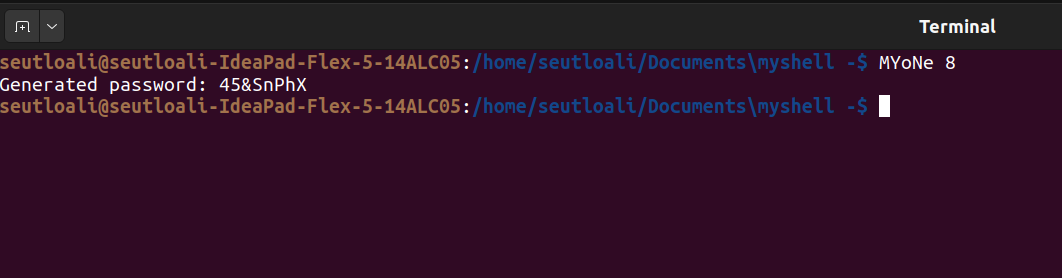 Terminal
seutloali@seutloali-IdeaPad-Flex-5-14ALC05:/home/seutloali/Documents\myshell -$ MYoNe 8
Generated password: 45&SnPhX
seutloali@seutloali-IdeaPad-Flex-5-14ALC05:/home/seutloali/Documents\myshell -$